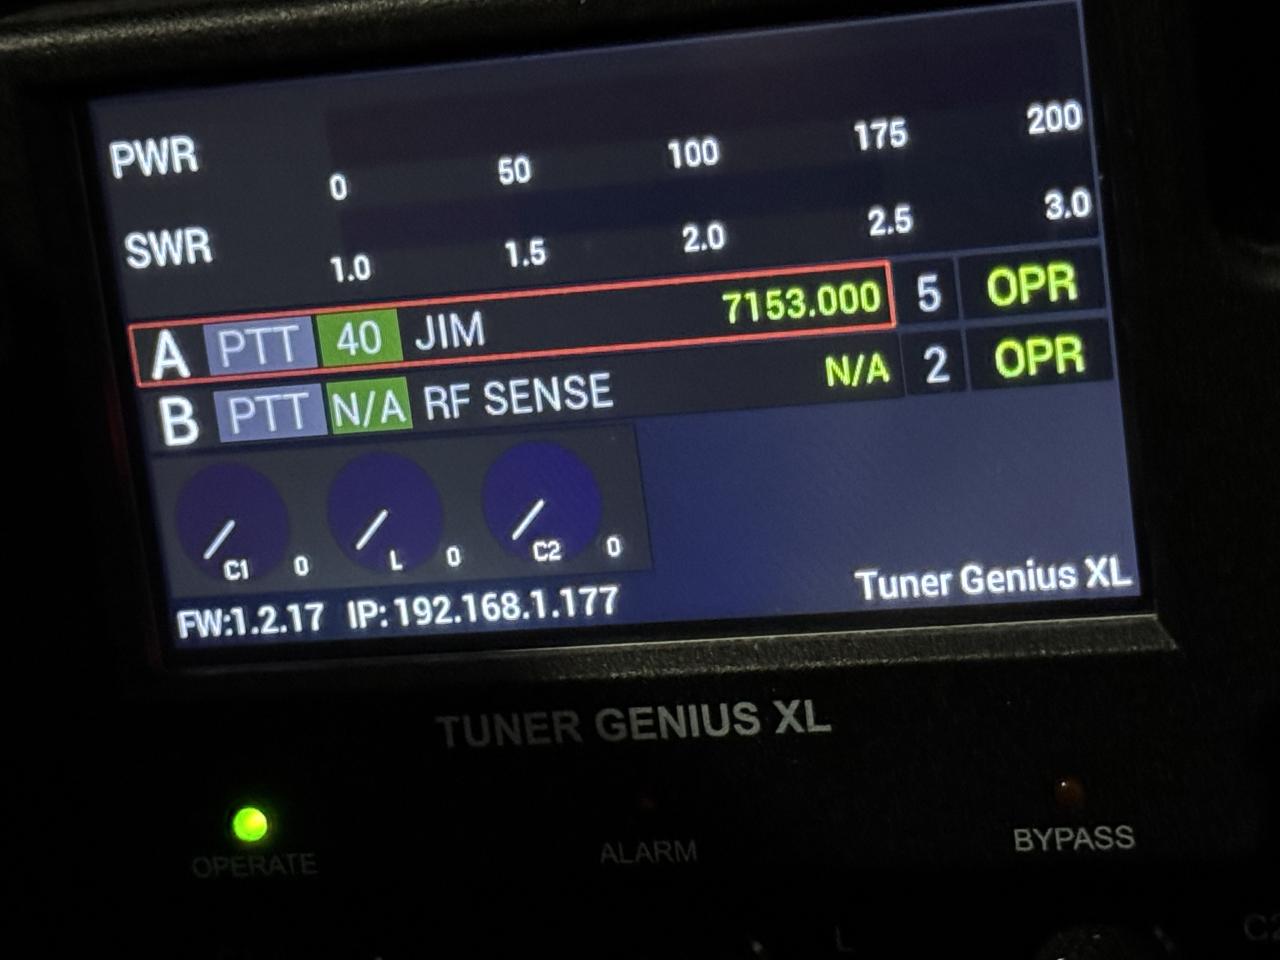 PWR
0 50 100 175 200
SWR
1.0 1.5 2.0 2.5 3.0
A PTT 40 JIM 7153.000 5 OPR
B PTT N/A RF SENSE N/A 2 OPR
C1 0 L 0 C2 0
FW:1.2.17 IP:192.168.1.177 Tuner Genius XL
TUNER GENIUS XL
OPERATE ALARM BYPASS
L C2